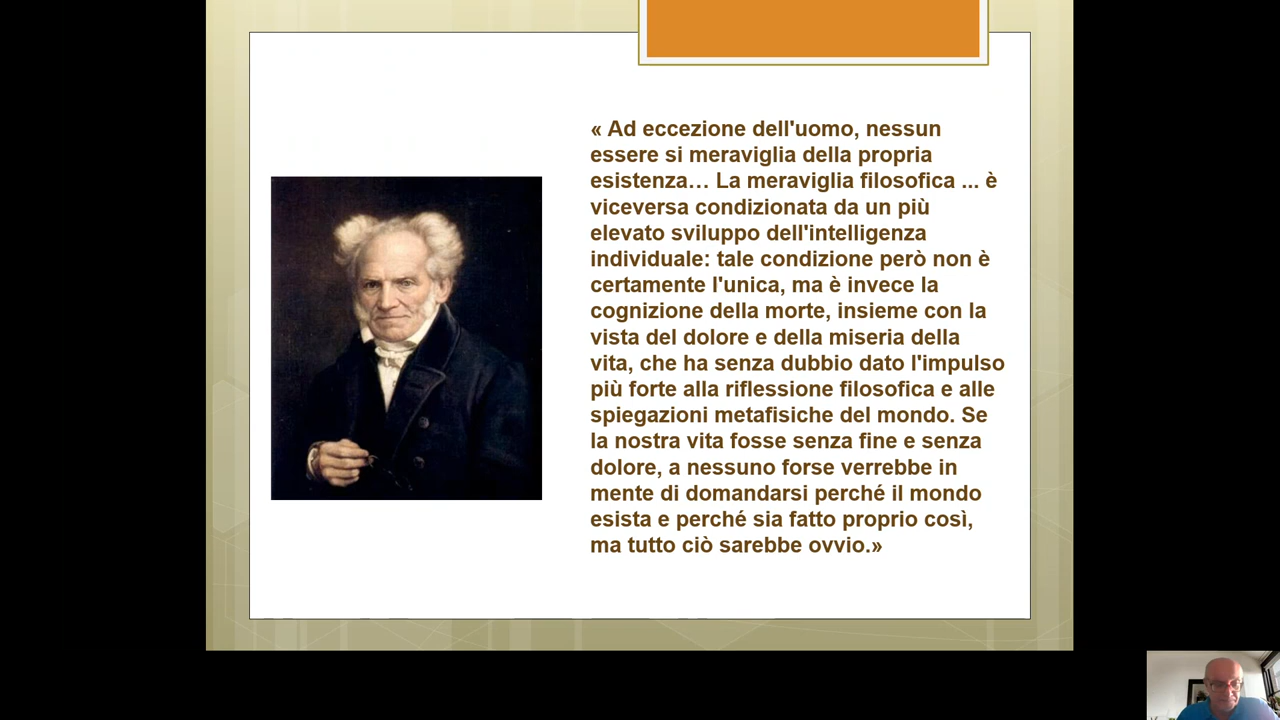 « Ad eccezione dell'uomo, nessun
essere si meraviglia della propria
esistenza… La meraviglia filosofica ... è
viceversa condizionata da un più
elevato sviluppo dell'intelligenza
individuale: tale condizione però non è
certamente l'unica, ma è invece la
cognizione della morte, insieme con la
vista del dolore e della miseria della
vita, che ha senza dubbio dato l'impulso
più forte alla riflessione filosofica e alle
spiegazioni metafisiche del mondo. Se
la nostra vita fosse senza fine e senza
dolore, a nessuno forse verrebbe in
mente di domandarsi perché il mondo
esista e perché sia fatto proprio così,
ma tutto ciò sarebbe ovvio.»